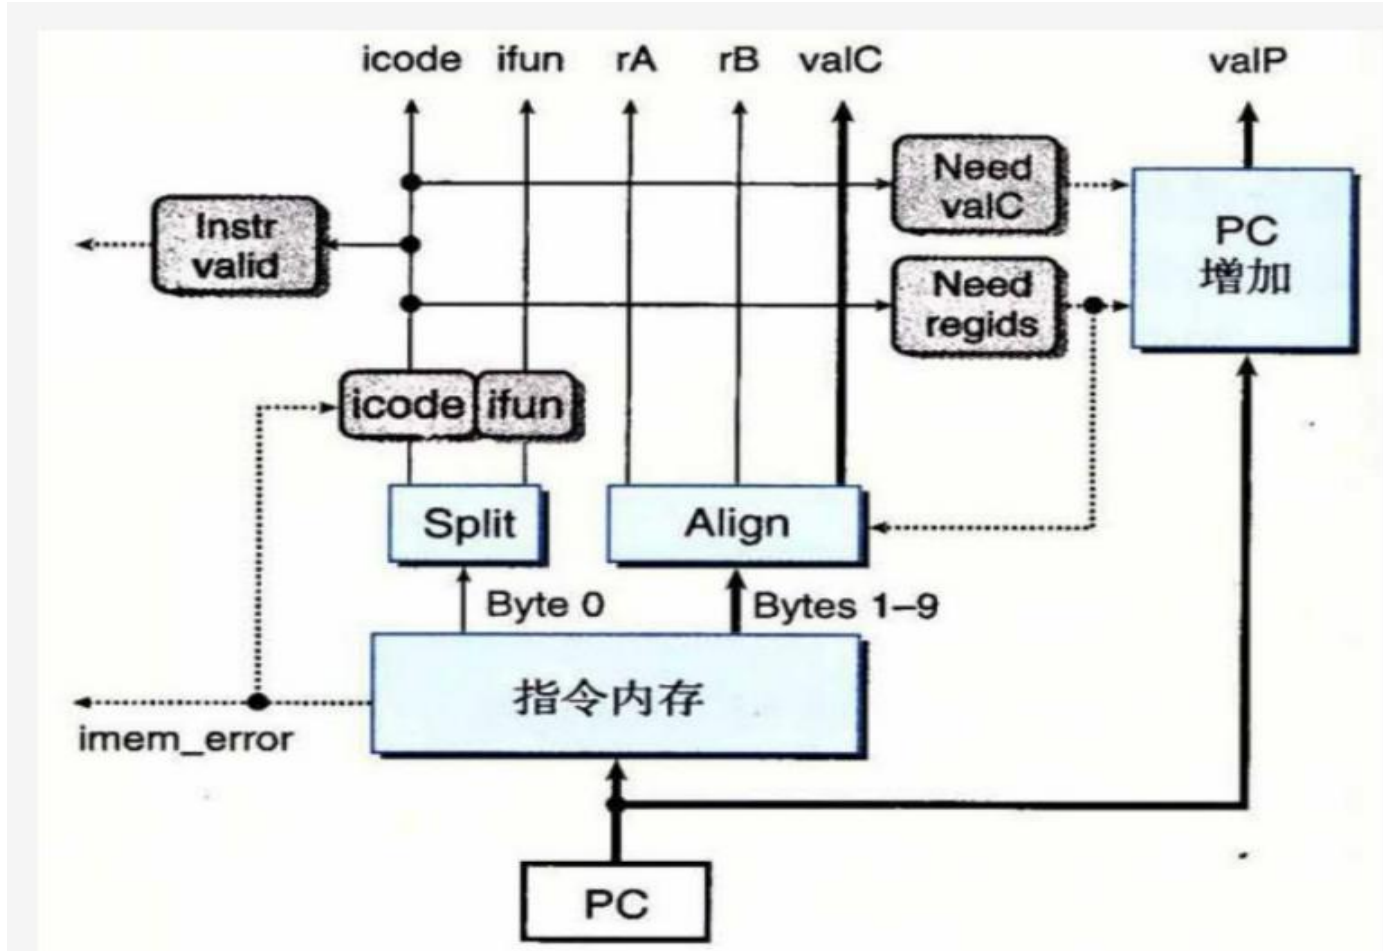 icode ifun rA rB valC valP
Need
valC
Instr
valid
PC
增加
Need
regids
icode ifun
Split
Align
Byte 0
Bytes 1–9
指令内存
imem_error
PC